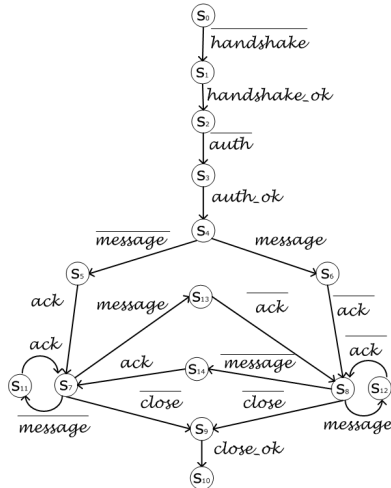 S0
handshake
S1
handshake_ok
S2
auth
S3
auth_ok
S4
message message
S5 S6
ack message S13 ack ack
ack ack
S11 S7 ack S14 message S8 S12
message close close message
S9
close_ok
S10